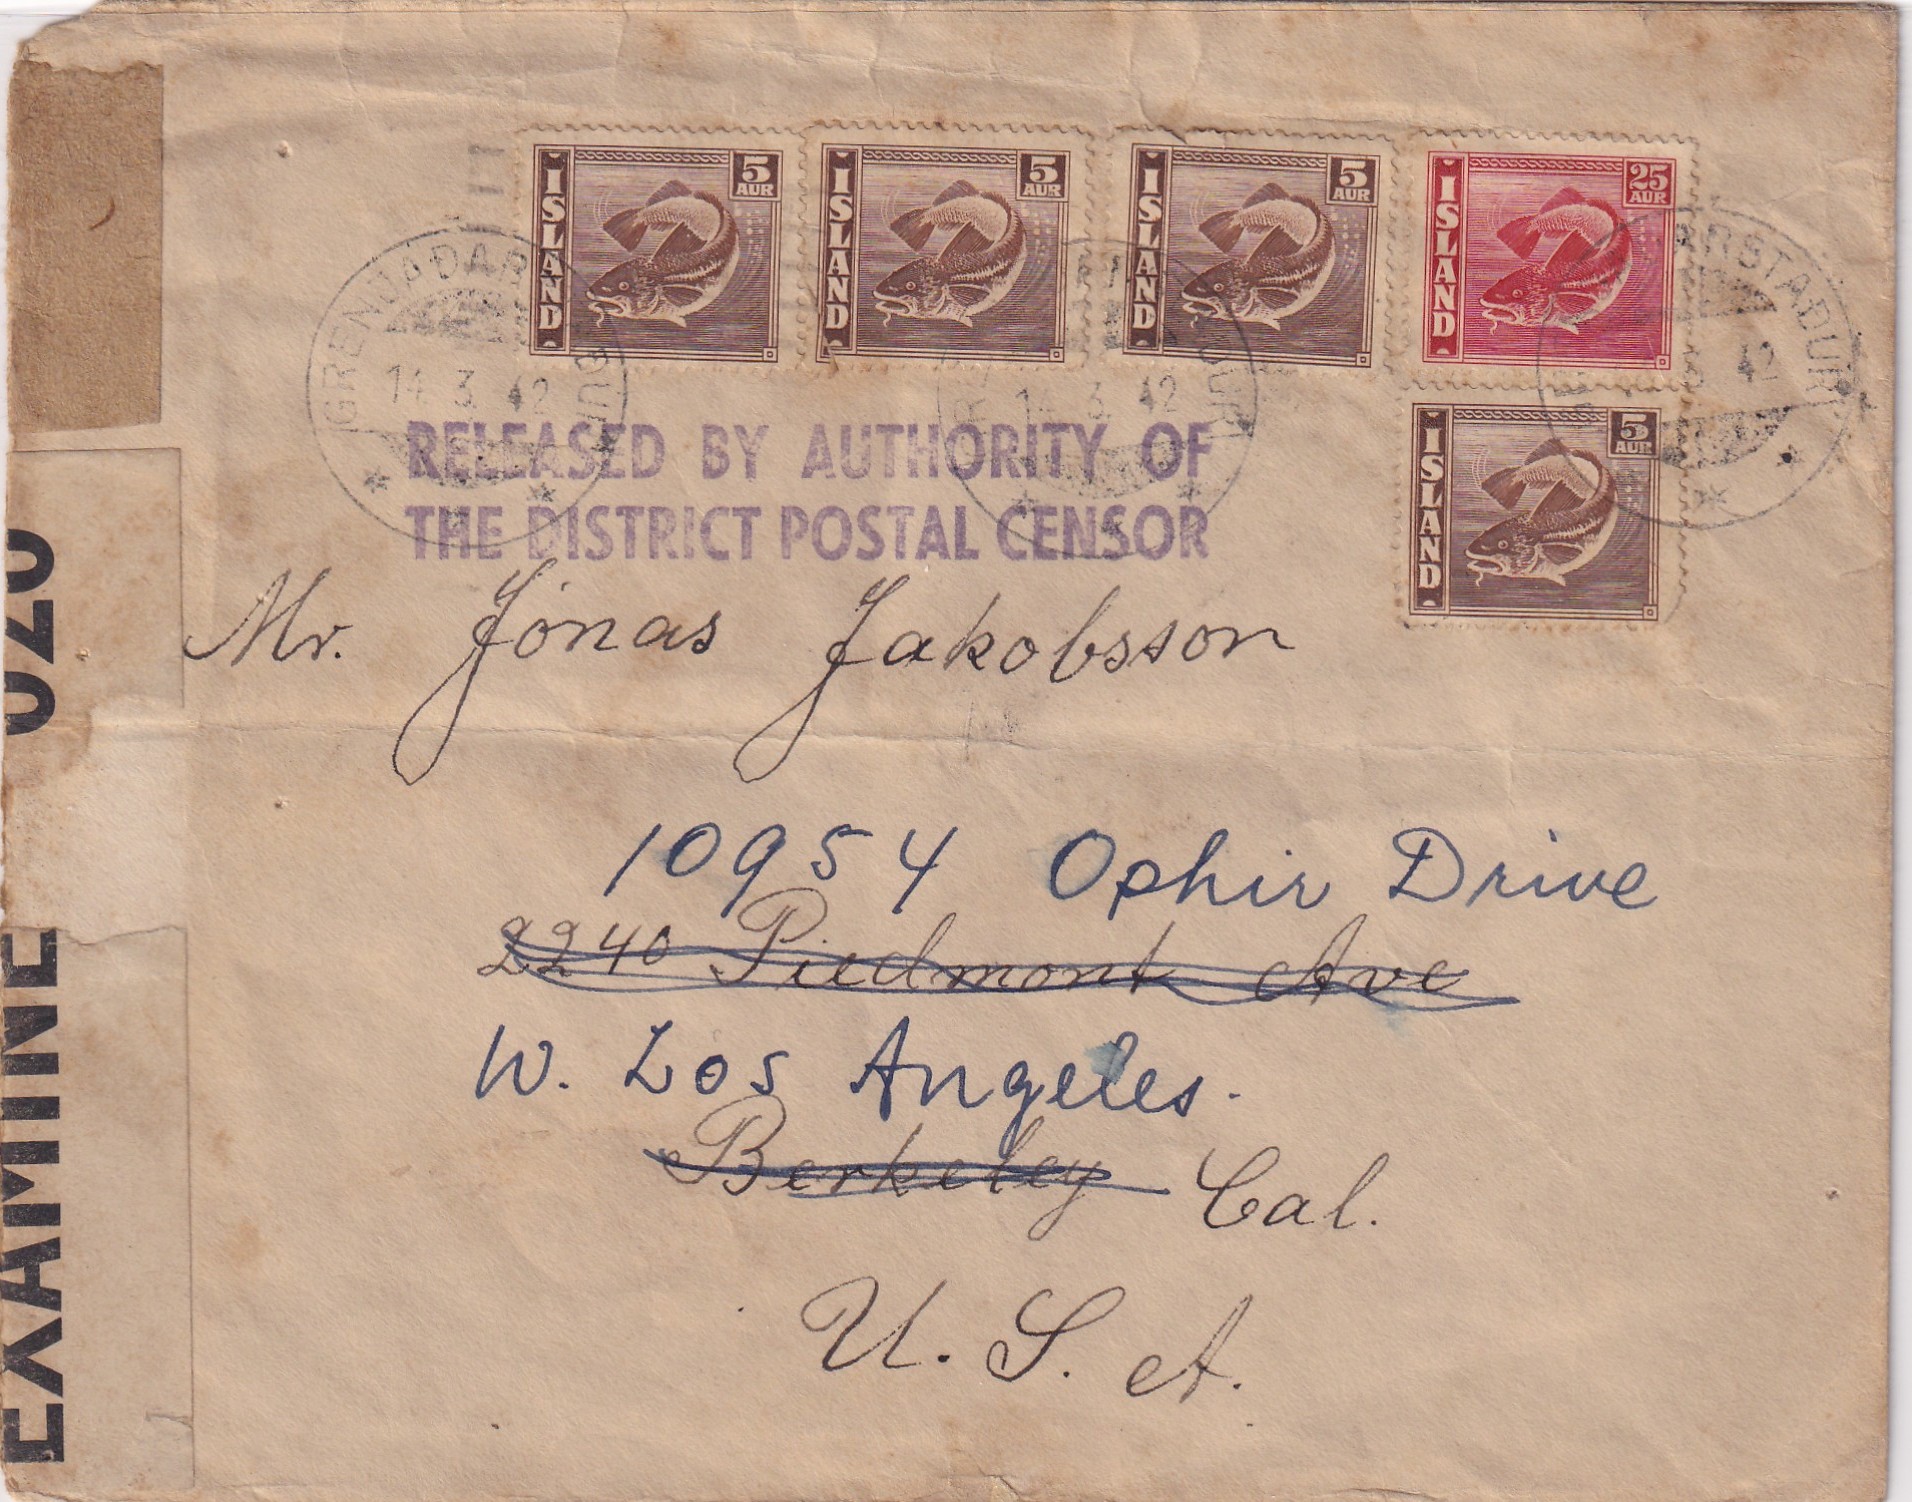 ISLAND 5 AUR
ISLAND 5 AUR
ISLAND 5 AUR
ISLAND 25 AUR
GRENJAÐARSTAÐUR
14.3.42
14.3.42
42
ISLAND 5 AUR
RELEASED BY AUTHORITY OF
THE DISTRICT POSTAL CENSOR
Mr. Jónas Jakobsson
10954 Ophir Drive
2240 Piedmont Ave
W. Los Angeles.
Berkeley Cal.
U. S. A.
EXAMINE